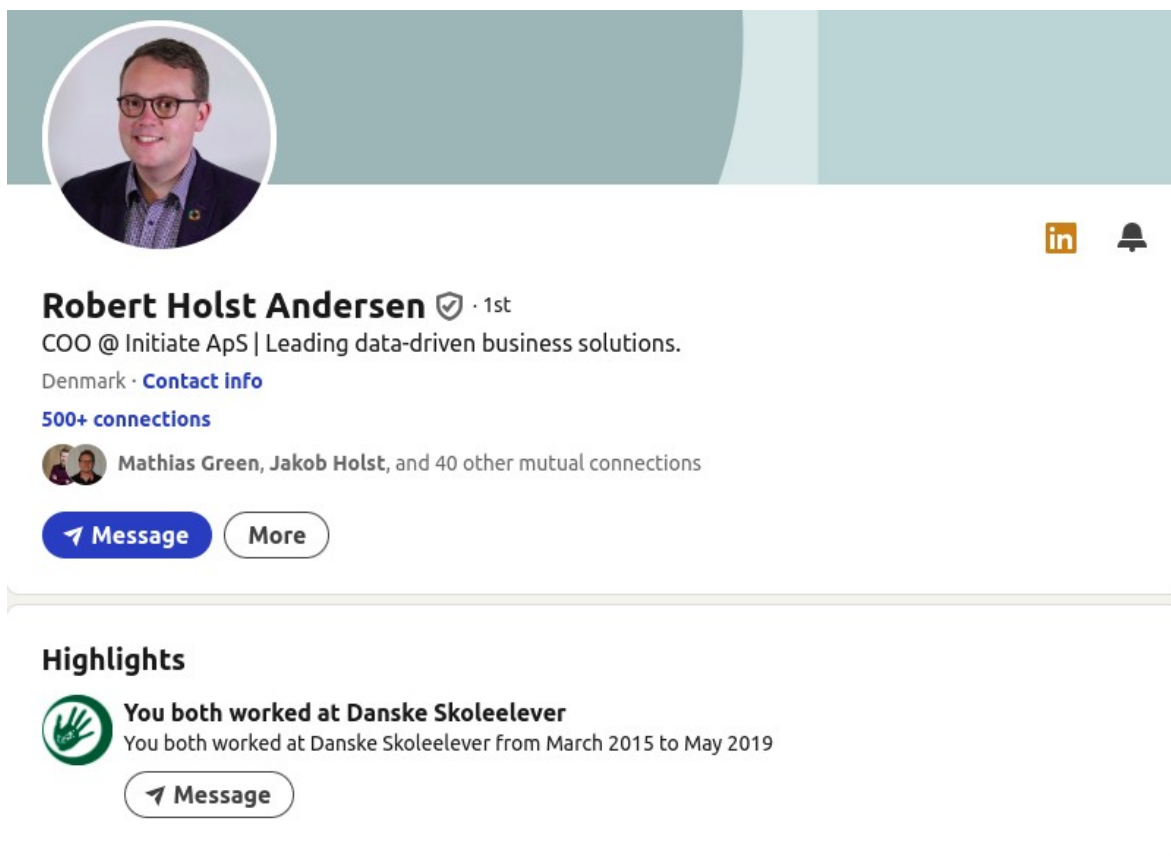 in
Robert Holst Andersen · 1st
COO @ Initiate ApS | Leading data-driven business solutions.
Denmark · Contact info
500+ connections
Mathias Green, Jakob Holst, and 40 other mutual connections
Message More
Highlights
You both worked at Danske Skoleelever
You both worked at Danske Skoleelever from March 2015 to May 2019
Message